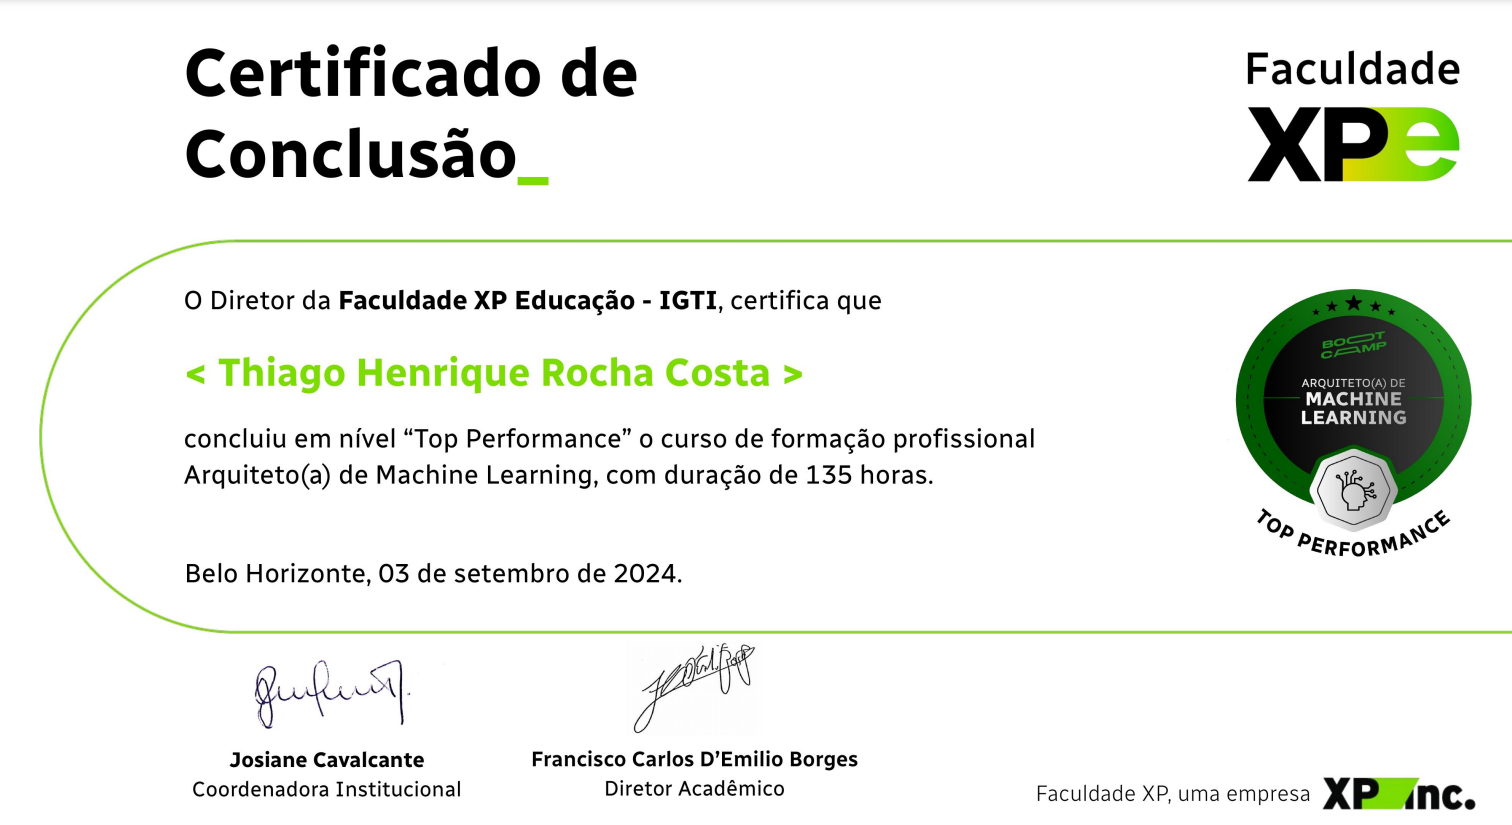 Certificado de
Conclusão_
Faculdade
XPe
O Diretor da Faculdade XP Educação - IGTI, certifica que
< Thiago Henrique Rocha Costa >
concluiu em nível “Top Performance” o curso de formação profissional
Arquiteto(a) de Machine Learning, com duração de 135 horas.
Belo Horizonte, 03 de setembro de 2024.
BOOT
CAMP
ARQUITETO(A) DE
MACHINE
LEARNING
TOP PERFORMANCE
Josiane Cavalcante
Coordenadora Institucional
Francisco Carlos D’Emilio Borges
Diretor Acadêmico
Faculdade XP, uma empresa XP inc.